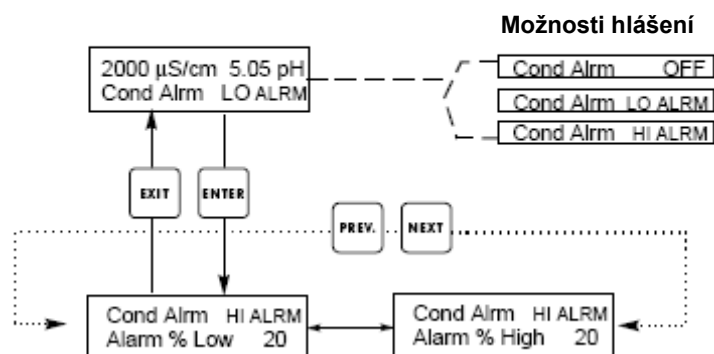 Možnosti hlášení
2000 µS/cm 5.05 pH
Cond Alrm LO ALRM
Cond Alrm OFF
Cond Alrm LO ALRM
Cond Alrm HI ALRM
EXIT
ENTER
PREV.
NEXT
Cond Alrm HI ALRM
Alarm % Low 20
Cond Alrm HI ALRM
Alarm % High 20